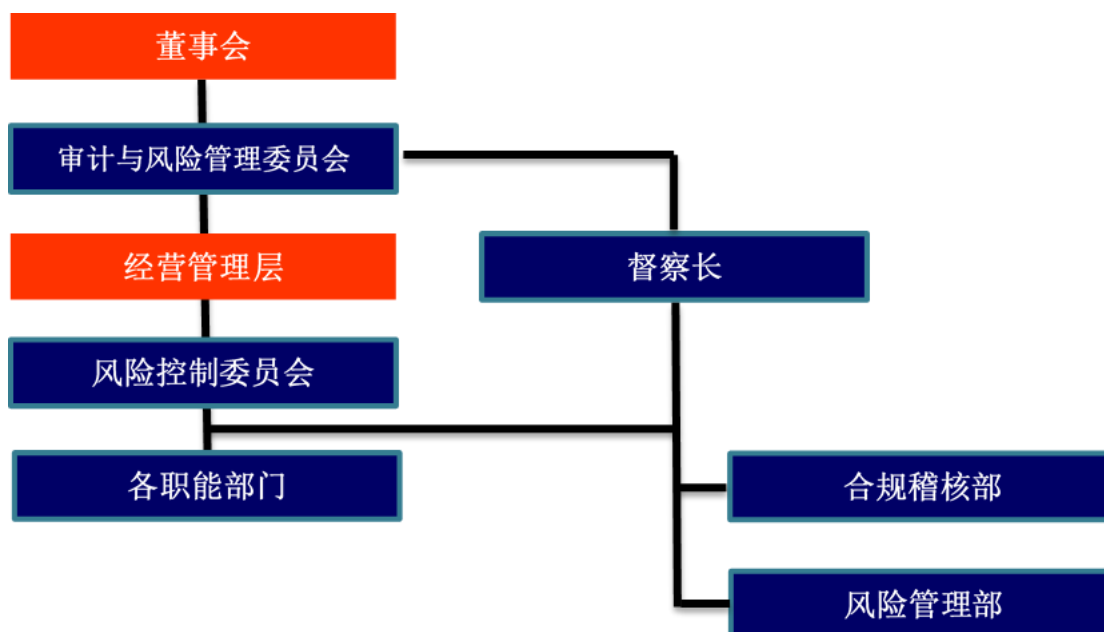 董事会
审计与风险管理委员会
经营管理层
督察长
风险控制委员会
各职能部门
合规稽核部
风险管理部